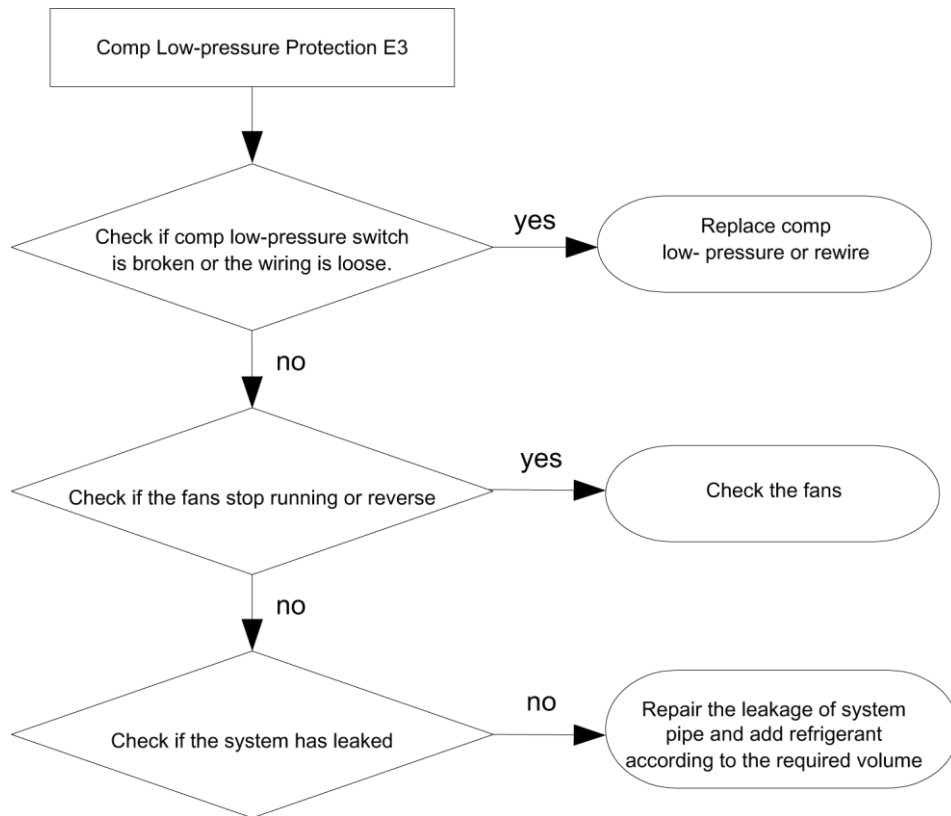 Comp Low-pressure Protection E3
Check if comp low-pressure switch
is broken or the wiring is loose.
yes
Replace comp
low- pressure or rewire
no
Check if the fans stop running or reverse
yes
Check the fans
no
Check if the system has leaked
no
Repair the leakage of system
pipe and add refrigerant
according to the required volume